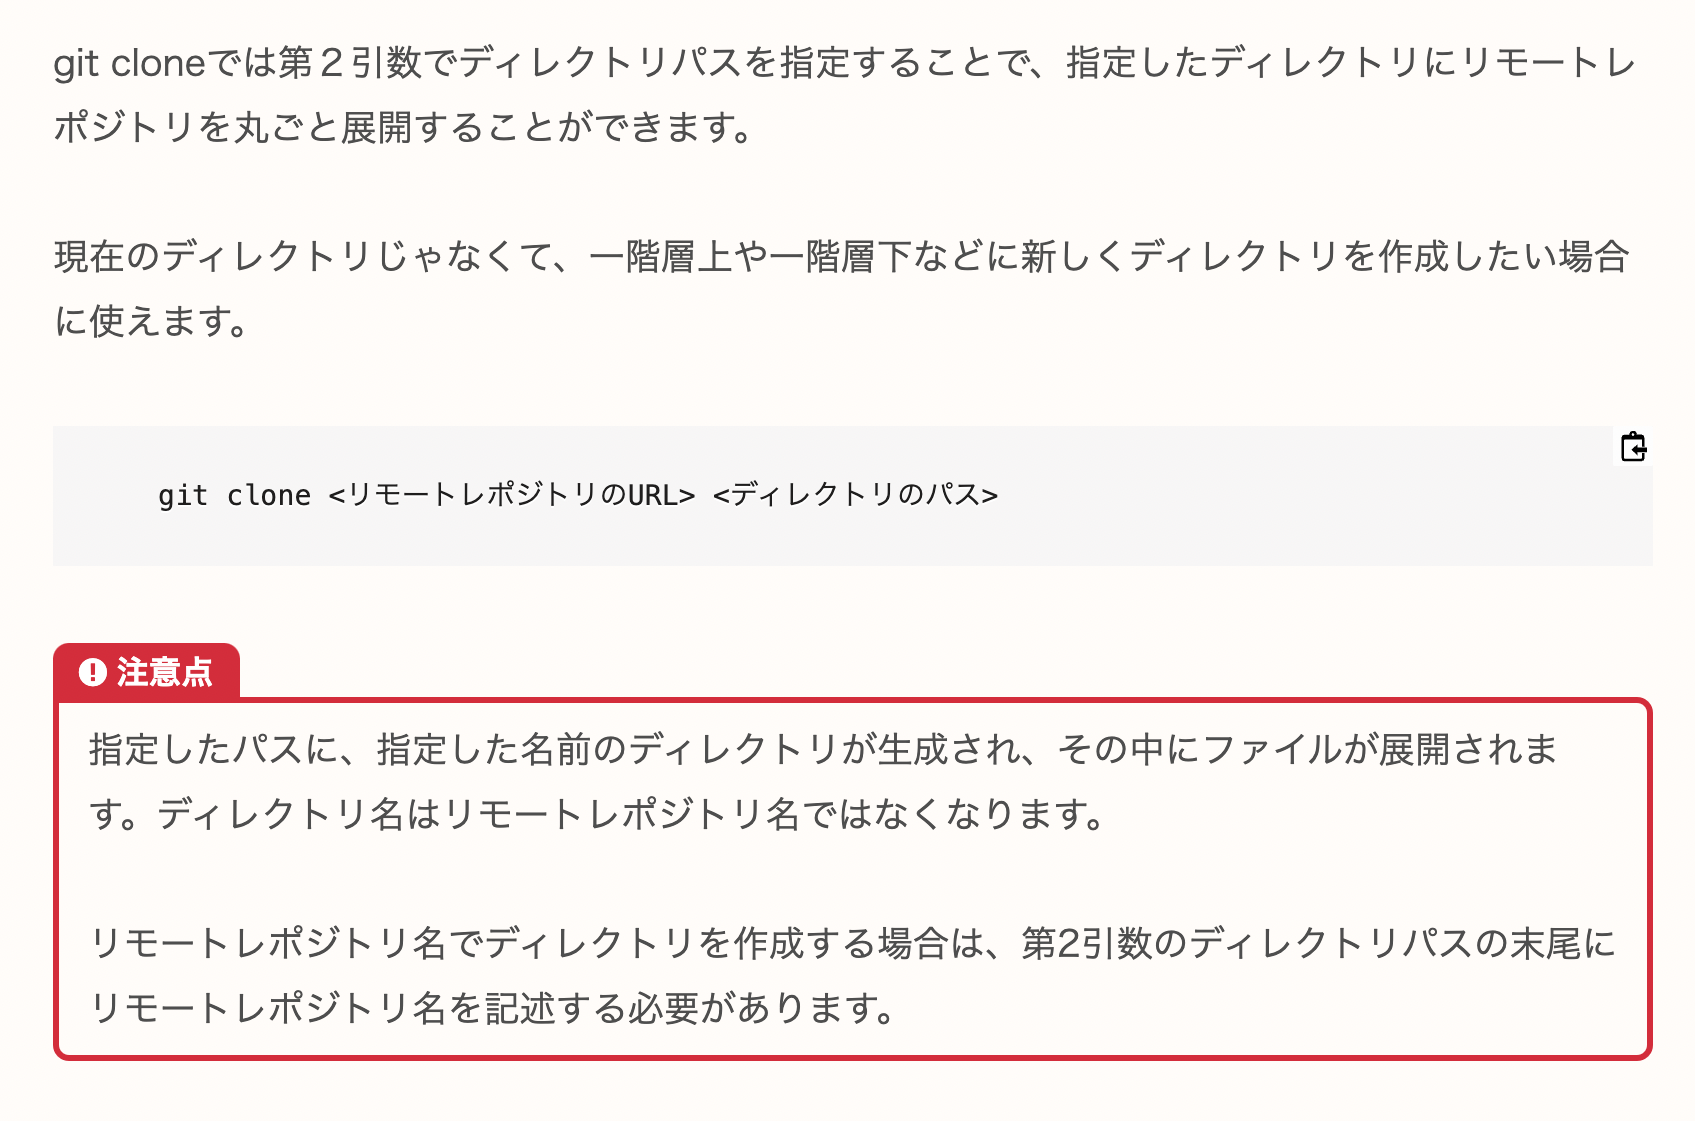 git cloneでは第２引数でディレクトリパスを指定することで、指定したディレクトリにリモートレ
ポジトリを丸ごと展開することができます。
現在のディレクトリじゃなくて、一階層上や一階層下などに新しくディレクトリを作成したい場合
に使えます。
git clone <リモートレポジトリのURL> <ディレクトリのパス>
注意点
指定したパスに、指定した名前のディレクトリが生成され、その中にファイルが展開されま
す。ディレクトリ名はリモートレポジトリ名ではなくなります。
リモートレポジトリ名でディレクトリを作成する場合は、第2引数のディレクトリパスの末尾に
リモートレポジトリ名を記述する必要があります。